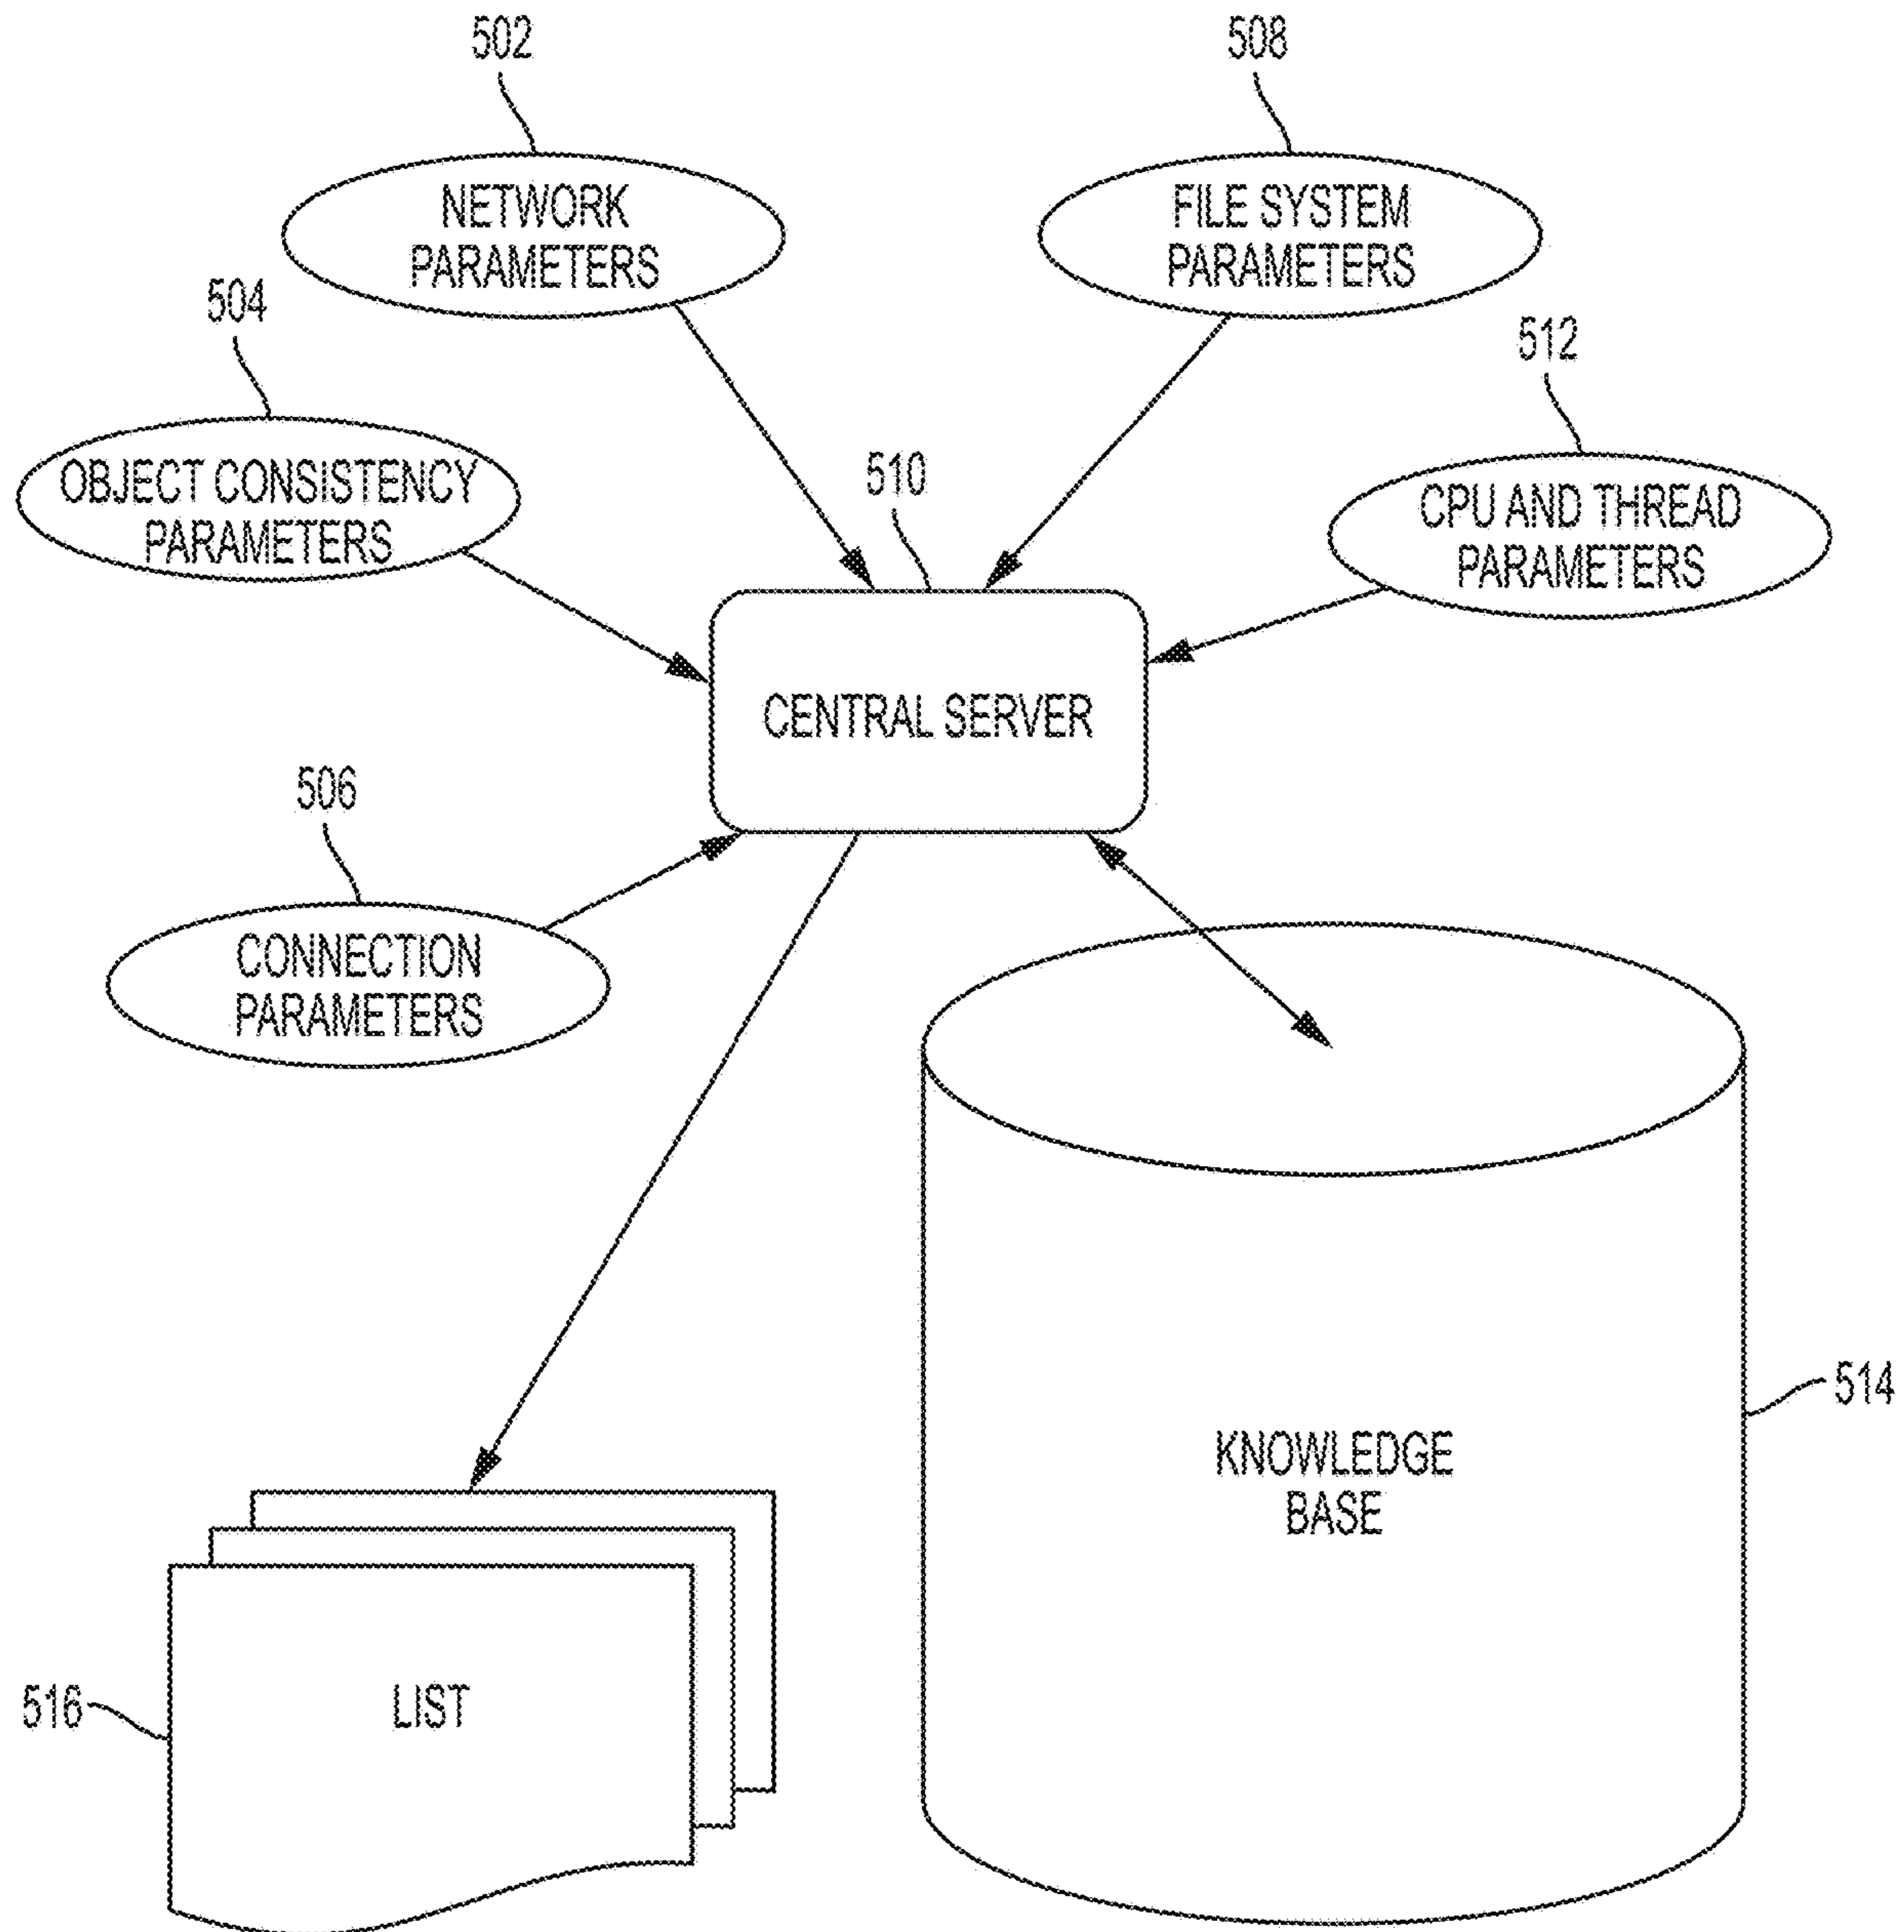 502
508
NETWORK
PARAMETERS
FILE SYSTEM
PARAMETERS
504
512
OBJECT CONSISTENCY
PARAMETERS
510
CPU AND THREAD
PARAMETERS
CENTRAL SERVER
506
CONNECTION
PARAMETERS
514
KNOWLEDGE
BASE
516
LIST